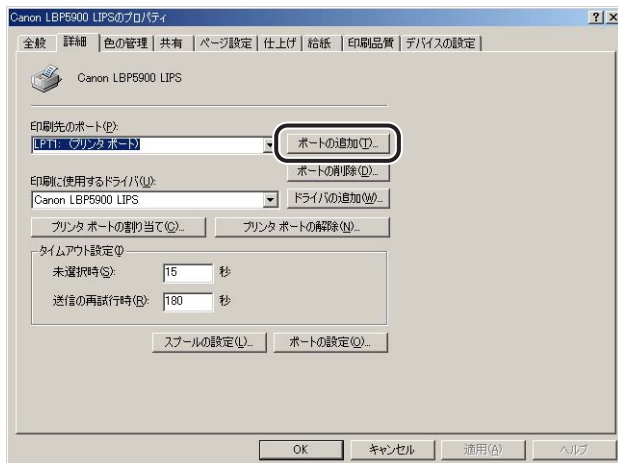 Canon LBP5900 LIPSのプロパティ
全般 詳細 色の管理 共有 ページ設定 仕上げ 給紙 印刷品質 デバイスの設定
Canon LBP5900 LIPS
印刷先のポート(P):
LPT1: (プリンタ ポート) ポートの追加(T)...
ポートの削除(D)...
印刷に使用するドライバ(U):
Canon LBP5900 LIPS ドライバの追加(W)...
プリンタ ポートの割り当て(C)... プリンタ ポートの解除(N)...
タイムアウト設定(I)
未選択時(S): 15 秒
送信の再試行時(R): 180 秒
スプールの設定(L)... ポートの設定(O)...
OK キャンセル 適用(A) ヘルプ